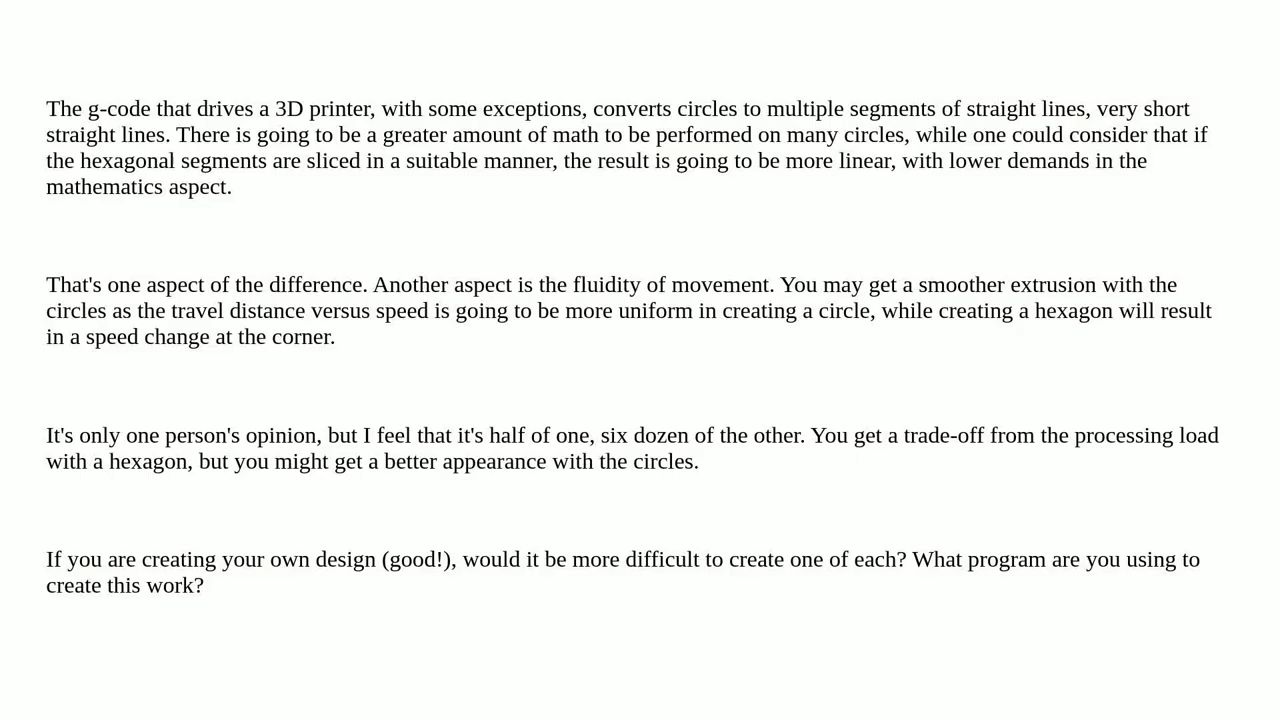 The g-code that drives a 3D printer, with some exceptions, converts circles to multiple segments of straight lines, very short
straight lines. There is going to be a greater amount of math to be performed on many circles, while one could consider that if
the hexagonal segments are sliced in a suitable manner, the result is going to be more linear, with lower demands in the
mathematics aspect.
That's one aspect of the difference. Another aspect is the fluidity of movement. You may get a smoother extrusion with the
circles as the travel distance versus speed is going to be more uniform in creating a circle, while creating a hexagon will result
in a speed change at the corner.
It's only one person's opinion, but I feel that it's half of one, six dozen of the other. You get a trade-off from the processing load
with a hexagon, but you might get a better appearance with the circles.
If you are creating your own design (good!), would it be more difficult to create one of each? What program are you using to
create this work?